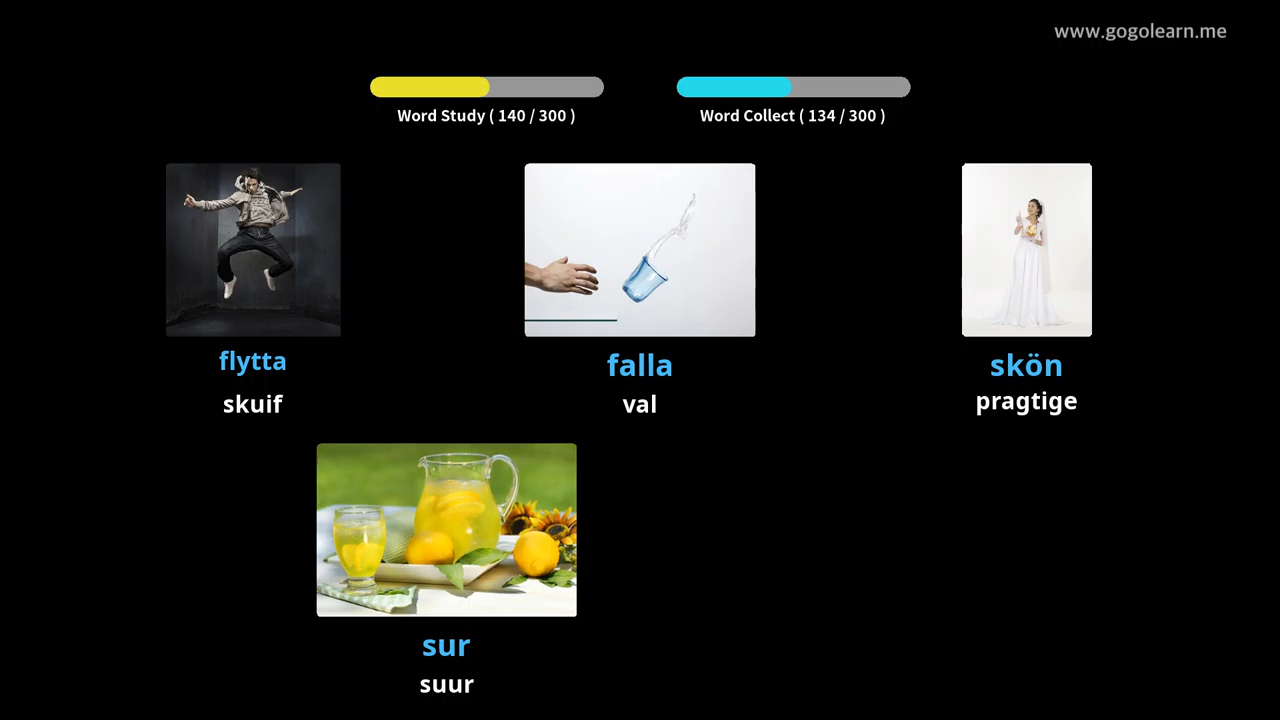 www.gogolearn.me
Word Study ( 140 / 300 )
Word Collect ( 134 / 300 )
flytta
skuif
falla
val
skön
pragtige
sur
suur